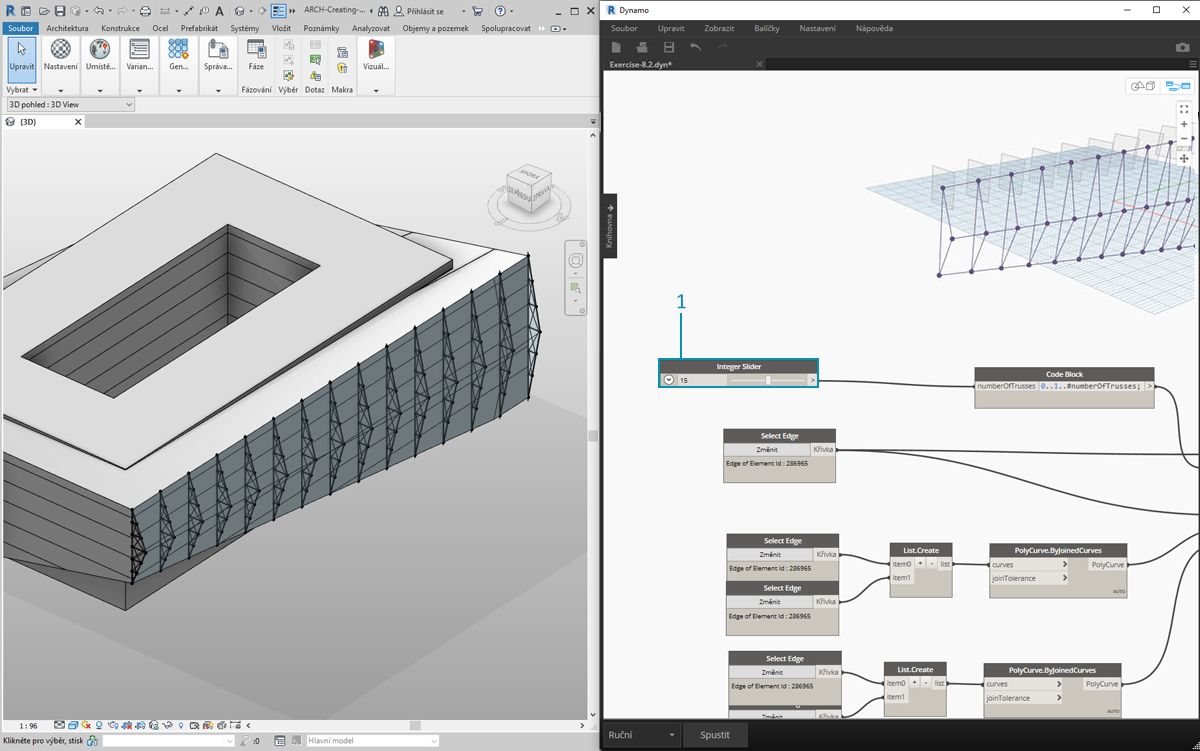 ARCH-Creating-...
Přihlásit se
Soubor Architektura Konstrukce Ocel Prefabrikát Systémy Vložit Poznámky Analyzovat Objemy a pozemek Spolupracovat
Upravit Nastavení Umístě... Varian... Gen... Správa... Fáze Vizuál...
Vybrat Fázování Výběr Dotaz Makra
3D pohled : 3D View
{3D}
1 : 96
Klikněte pro výběr, stisk
:0
Hlavní model
Dynamo
Soubor Upravit Zobrazit Balíčky Nastavení Nápověda
Exercise-8.2.dyn*
Knihovna
1
Integer Slider
15 >
Code Block
numberOfTrusses 0..1..#numberOfTrusses; >
Select Edge
Změnit Křivka
Edge of Element Id : 286965
Select Edge
Změnit Křivka
Edge of Element Id : 286965
Select Edge
Změnit Křivka
Edge of Element Id : 286965
List.Create
item0 + - list
item1
PolyCurve.ByJoinedCurves
curves > PolyCurve
joinTolerance >
AUTO
Select Edge
Změnit Křivka
Edge of Element Id : 286965
Změnit Křivka
List.Create
item0 + - list
item1
PolyCurve.ByJoinedCurves
curves > PolyCurve
joinTolerance >
AUTO
Ruční Spustit